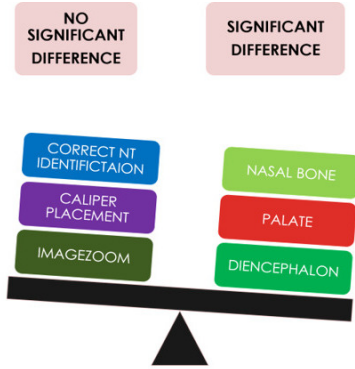 NO
SIGNIFICANT
DIFFERENCE
SIGNIFICANT
DIFFERENCE
CORRECT NT
IDENTIFICTAION
CALIPER
PLACEMENT
IMAGEZOOM
NASAL BONE
PALATE
DIENCEPHALON